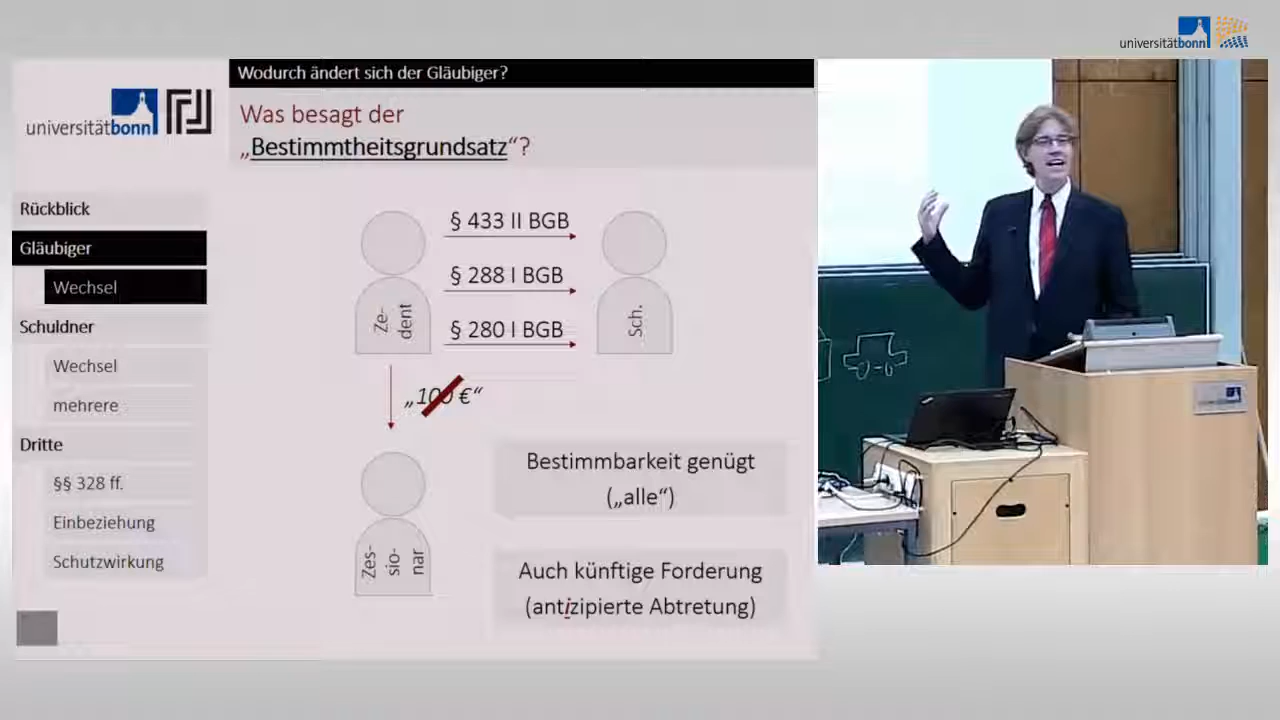 universitätbonn
Wodurch ändert sich der Gläubiger?
universitätbonn
Was besagt der
„Bestimmtheitsgrundsatz“?
Rückblick
Gläubiger
Wechsel
Schuldner
Wechsel
mehrere
Dritte
§§ 328 ff.
Einbeziehung
Schutzwirkung
§ 433 II BGB
§ 288 I BGB
§ 280 I BGB
Ze-
dent
Sch.
„100 €“
Zes-
sio-
nar
Bestimmbarkeit genügt
(„alle“)
Auch künftige Forderung
(antizipierte Abtretung)